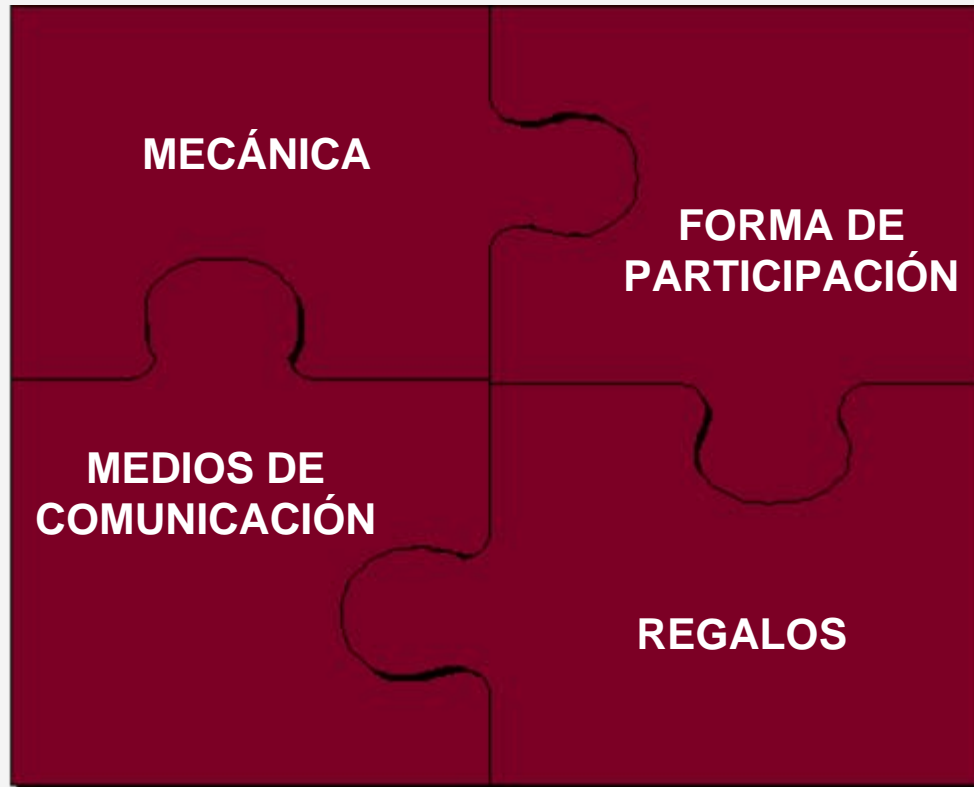 MECÁNICA
FORMA DE
PARTICIPACIÓN
MEDIOS DE
COMUNICACIÓN
REGALOS